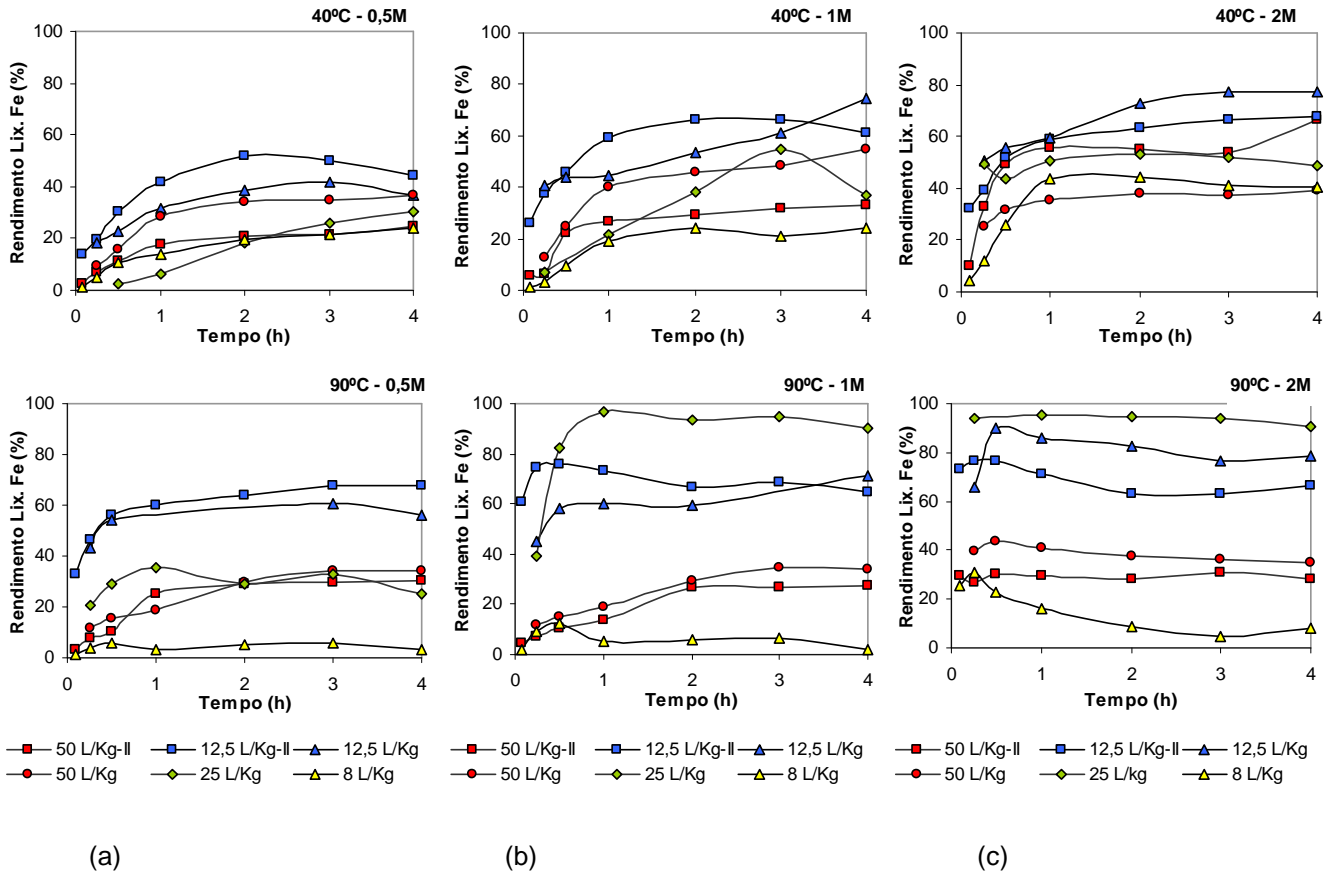 40ºC - 0,5M
Rendimento Lix. Fe (%)
100
80
60
40
20
0
0 1 2 3 4
Tempo (h)
40ºC - 1M
Rendimento Lix. Fe (%)
100
80
60
40
20
0
0 1 2 3 4
Tempo (h)
40ºC - 2M
Rendimento Lix. Fe (%)
100
80
60
40
20
0
0 1 2 3 4
Tempo (h)
90ºC - 0,5M
Rendimento Lix. Fe (%)
100
80
60
40
20
0
0 1 2 3 4
Tempo (h)
90ºC - 1M
Rendimento Lix. Fe (%)
100
80
60
40
20
0
0 1 2 3 4
Tempo (h)
90ºC - 2M
Rendimento Lix. Fe (%)
100
80
60
40
20
0
0 1 2 3 4
Tempo (h)
50 L/Kg-II 12,5 L/Kg-II 12,5 L/Kg
50 L/Kg 25 L/Kg 8 L/Kg
50 L/Kg-II 12,5 L/Kg-II 12,5 L/Kg
50 L/Kg 25 L/Kg 8 L/Kg
50 L/Kg-II 12,5 L/Kg-II 12,5 L/Kg
50 L/Kg 25 L/kg 8 L/Kg
(a) (b) (c)